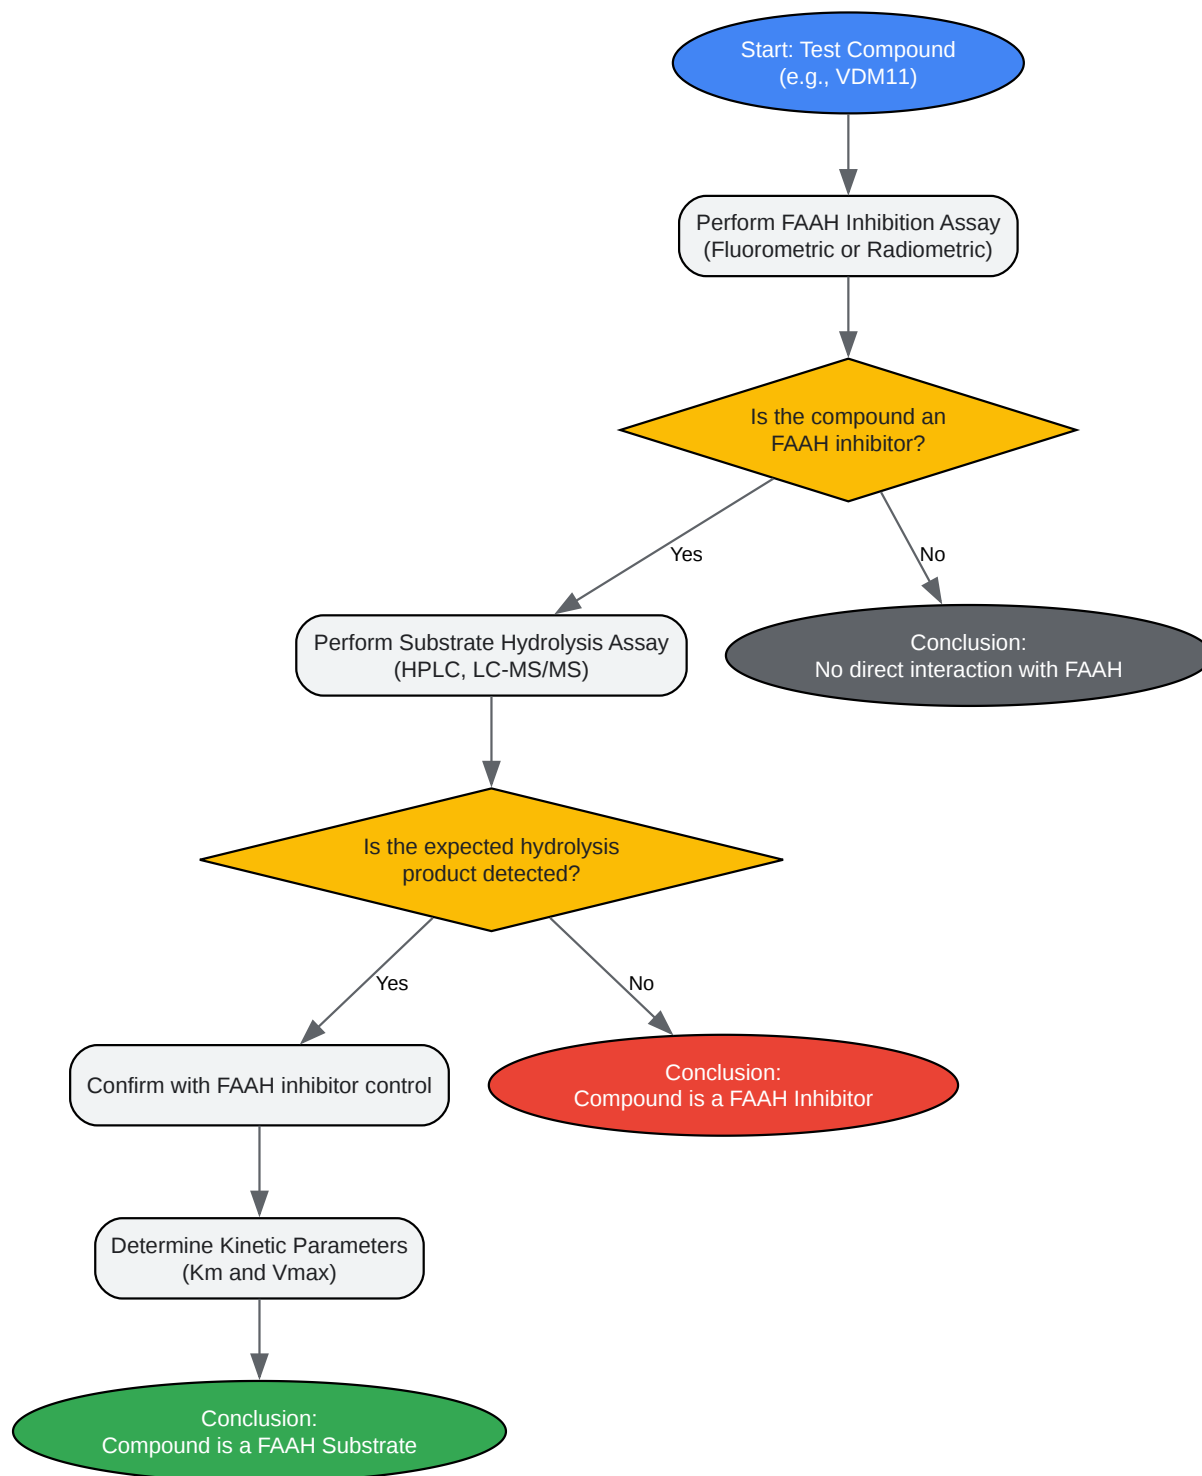 Start: Test Compound
(e.g., VDM11)
Perform FAAH Inhibition Assay
(Fluorometric or Radiometric)
Is the compound an
FAAH inhibitor?
Yes
No
Perform Substrate Hydrolysis Assay
(HPLC, LC-MS/MS)
Conclusion:
No direct interaction with FAAH
Is the expected hydrolysis
product detected?
Yes
No
Confirm with FAAH inhibitor control
Conclusion:
Compound is a FAAH Inhibitor
Determine Kinetic Parameters
(Km and Vmax)
Conclusion:
Compound is a FAAH Substrate